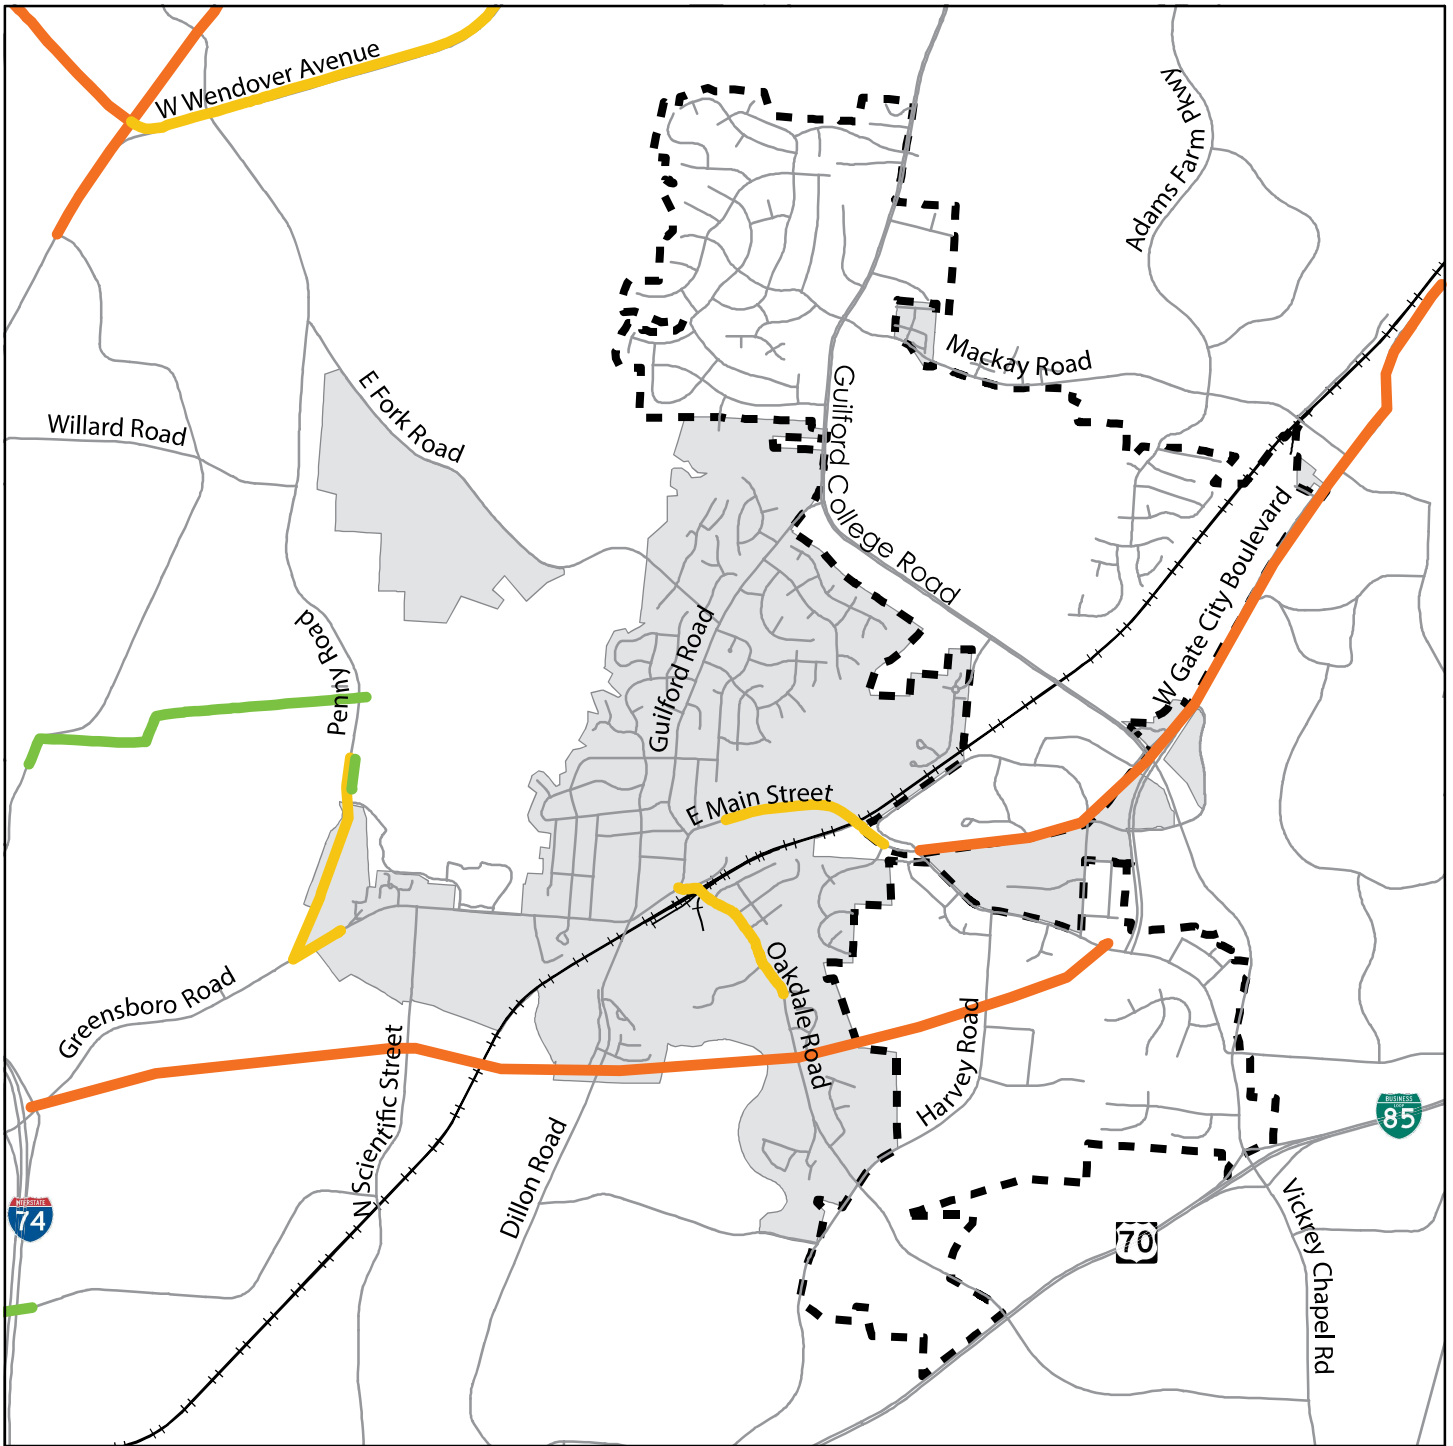 W Wendover Avenue
Adams Farm Pkwy
Mackay Road
E Fork Road
Willard Road
Guilford College Road
W Gate City Boulevard
Penny Road
Guilford Road
E Main Street
Oakdale Road
Greensboro Road
Harvey Road
N Scientific Street
Dillon Road
BUSINESS
LOOP
85
INTERSTATE
74
70
Vickrey Chapel Rd